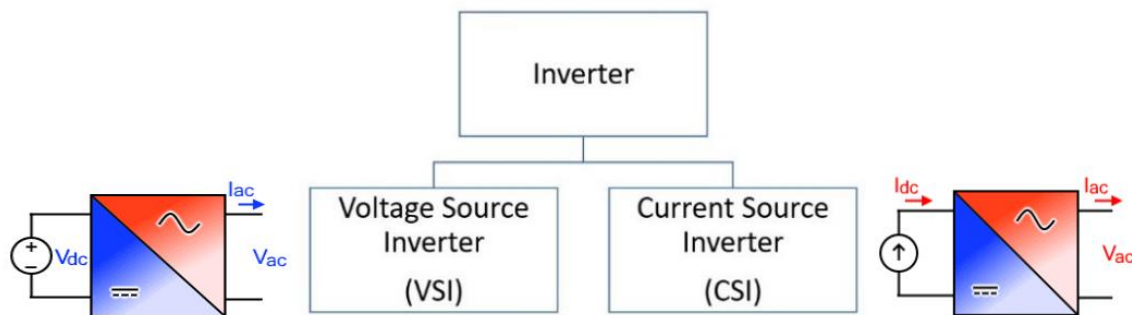 Inverter
Voltage Source
Inverter
(VSI)
Current Source
Inverter
(CSI)
Iac
Vdc
Vac
Idc
Iac
Vac